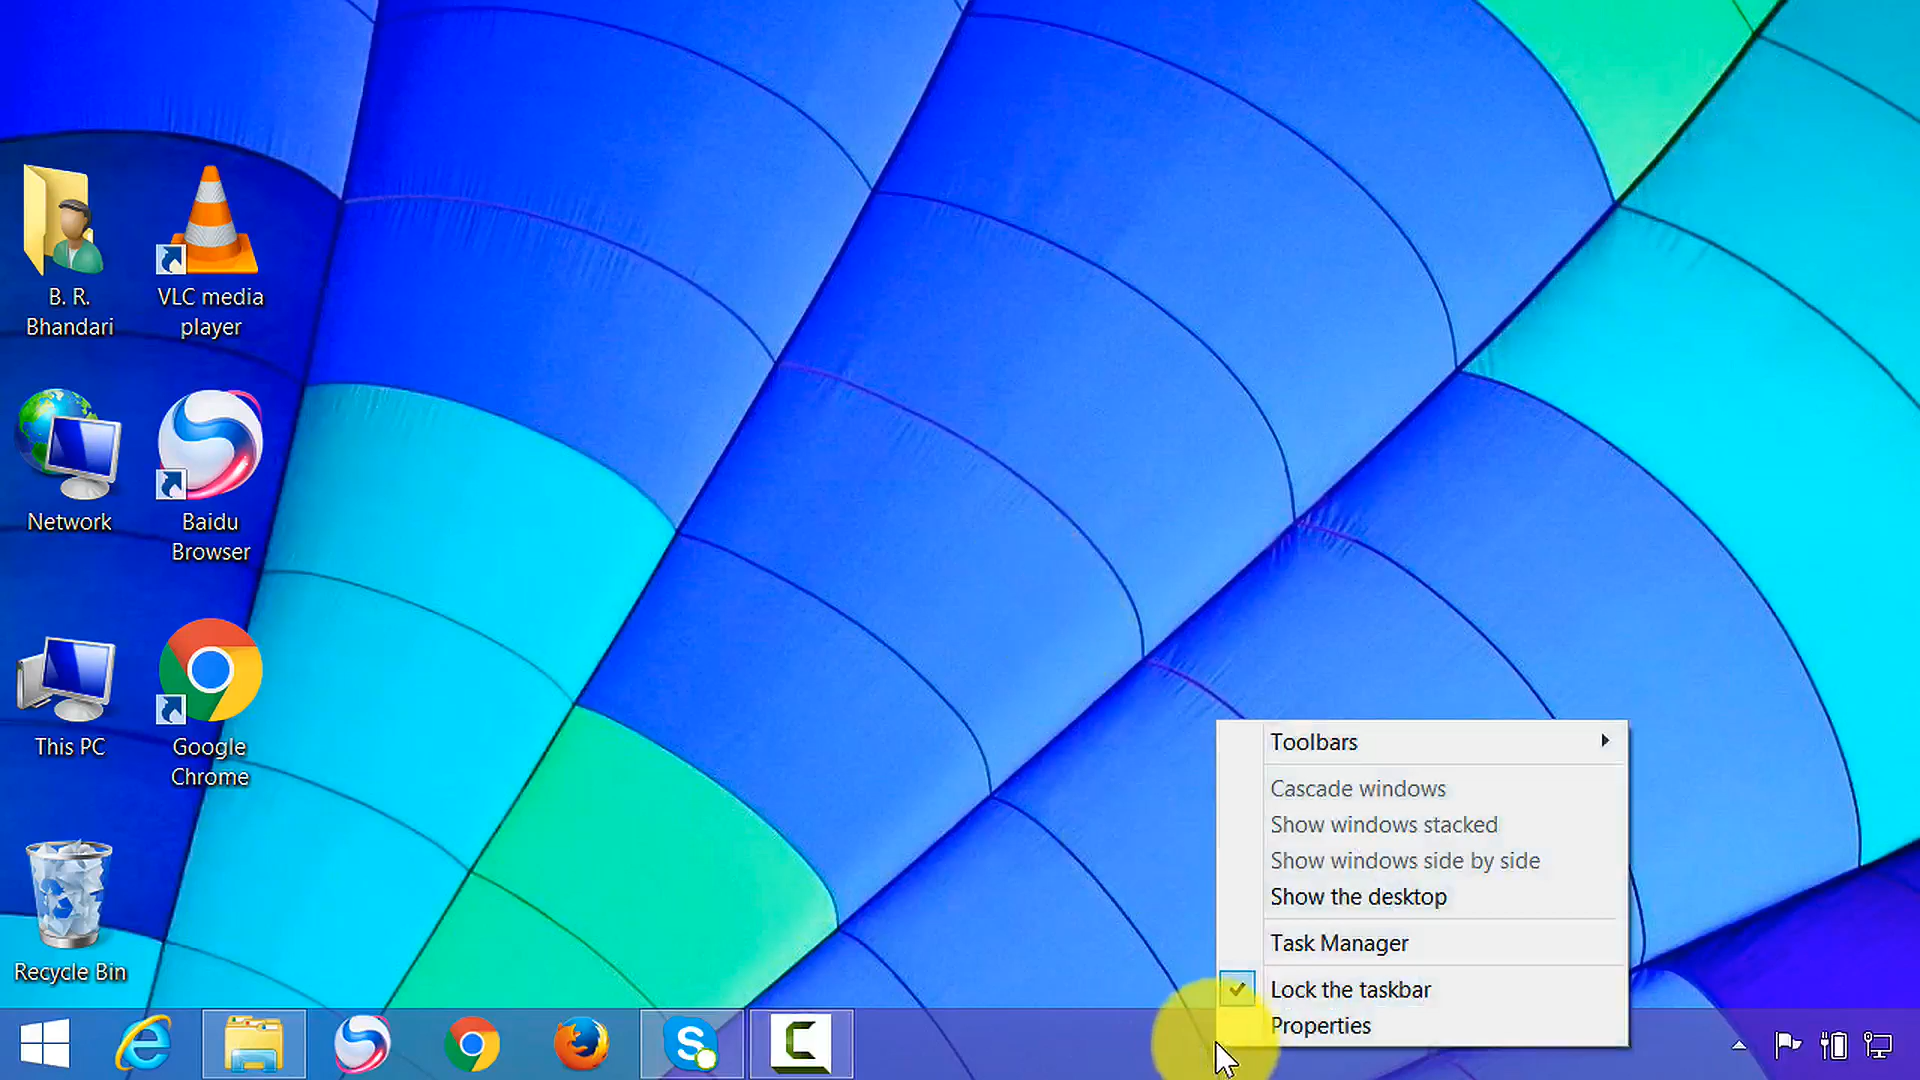 B. R.
Bhandari
VLC media
player
Network
Baidu
Browser
This PC
Google
Chrome
Recycle Bin
Toolbars
Cascade windows
Show windows stacked
Show windows side by side
Show the desktop
Task Manager
Lock the taskbar
Properties